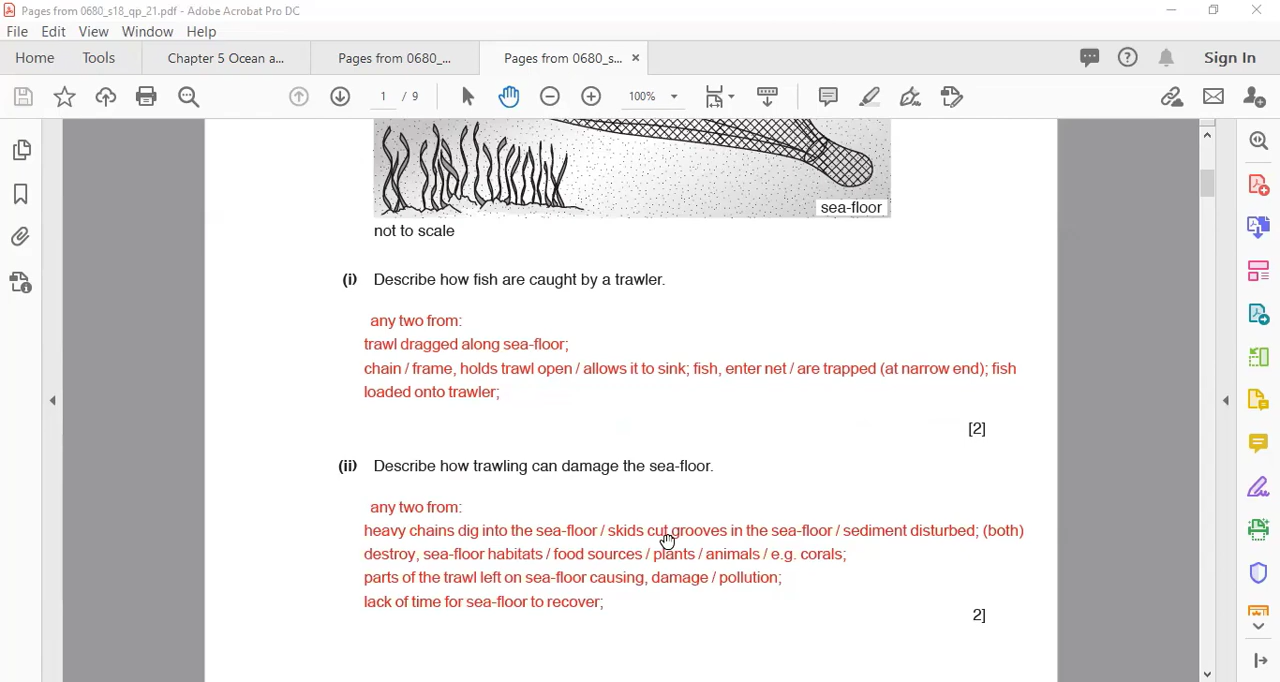 Pages from 0680_s18_qp_21.pdf - Adobe Acrobat Pro DC
File Edit View Window Help
Home Tools Chapter 5 Ocean a... Pages from 0680_... Pages from 0680_s... × Sign In
1 / 9 100%
sea-floor
not to scale
(i) Describe how fish are caught by a trawler.
any two from:
trawl dragged along sea-floor;
chain / frame, holds trawl open / allows it to sink; fish, enter net / are trapped (at narrow end); fish
loaded onto trawler;
[2]
(ii) Describe how trawling can damage the sea-floor.
any two from:
heavy chains dig into the sea-floor / skids cut grooves in the sea-floor / sediment disturbed; (both)
destroy, sea-floor habitats / food sources / plants / animals / e.g. corals;
parts of the trawl left on sea-floor causing, damage / pollution;
lack of time for sea-floor to recover;
2]